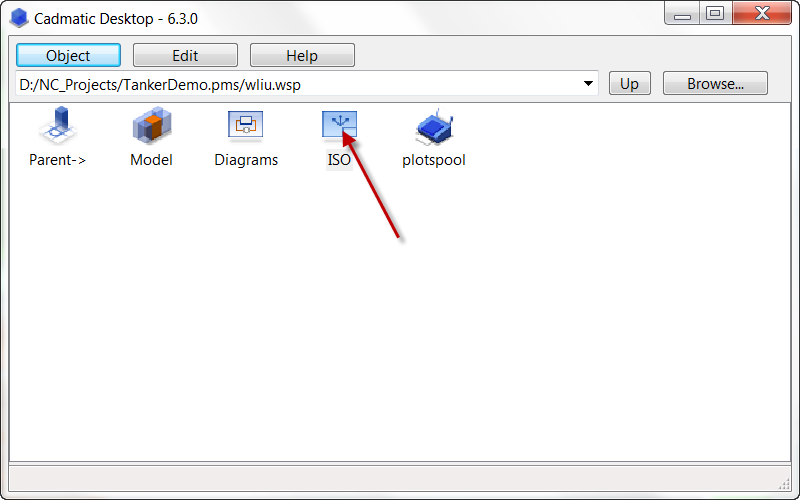 Cadmatic Desktop - 6.3.0
Object Edit Help
D:/NC_Projects/TankerDemo.pms/wliu.wsp Up Browse...
Parent-> Model Diagrams ISO plotspool